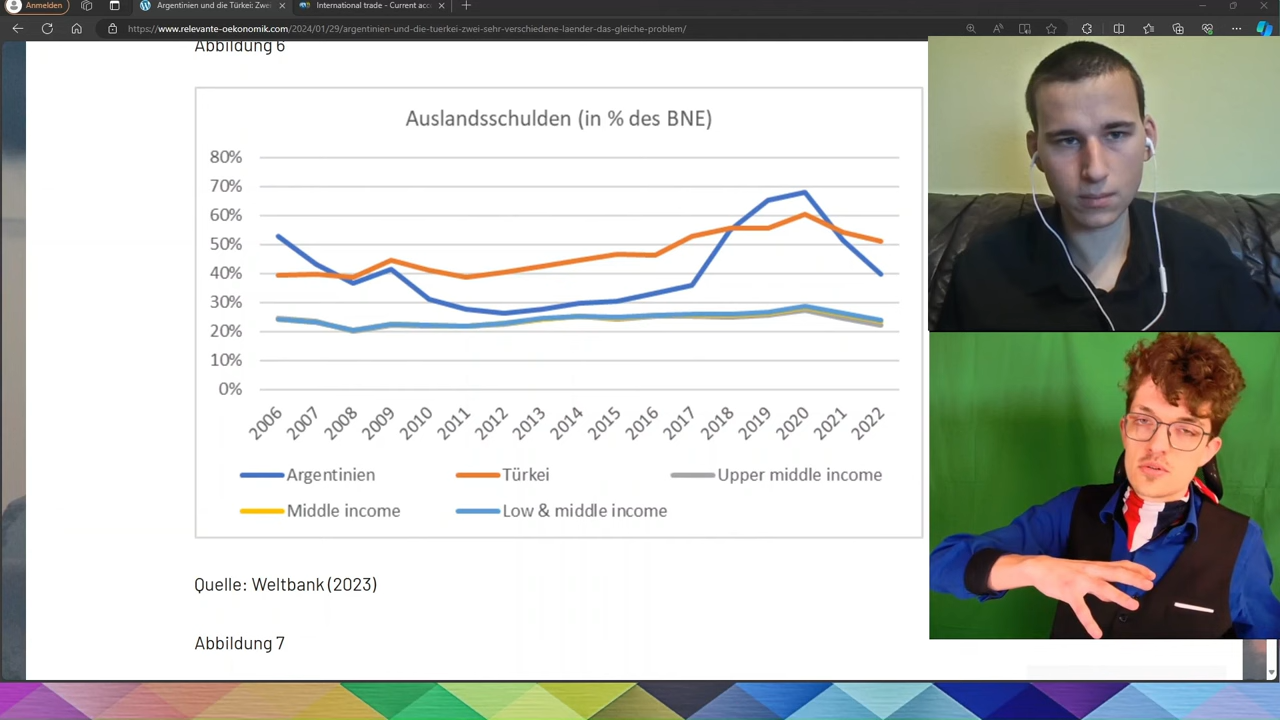 Anmelden
Argentinien und die Türkei: Zwei
International trade - Current acc
https://www.relevante-oekonomik.com/2024/01/29/argentinien-und-die-tuerkei-zwei-sehr-verschiedene-laender-das-gleiche-problem/
Abbildung 6
Auslandsschulden (in % des BNE)
80%
70%
60%
50%
40%
30%
20%
10%
0%
2006 2007 2008 2009 2010 2011 2012 2013 2014 2015 2016 2017 2018 2019 2020 2021 2022
Argentinien Türkei Upper middle income
Middle income Low & middle income
Quelle: Weltbank (2023)
Abbildung 7